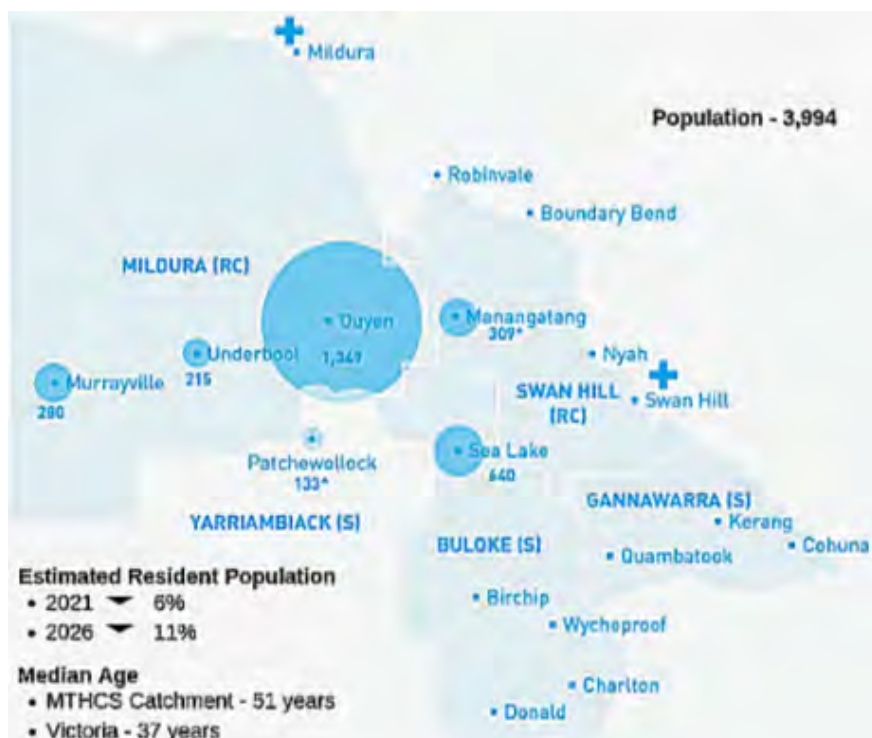 Mildura
Population - 3,994
Robinvale
Boundary Bend
MILDURA (RC)
Ouyen
Manangatang
309*
Underbool
Nyah
215
Murrayville
280
SWAN HILL
(RC)
Swan Hill
Patchewollock
133*
Sea Lake
640
GANNAWARRA (S)
YARRIAMBIACK (S)
Kerang
BULOKE (S)
Cohuna
Quambatook
Estimated Resident Population
• 2021 6%
• 2026 11%
Birchip
Wycheproof
Median Age
• MTHCS Catchment - 51 years
Charlton
Donald
• Victoria - 37 years